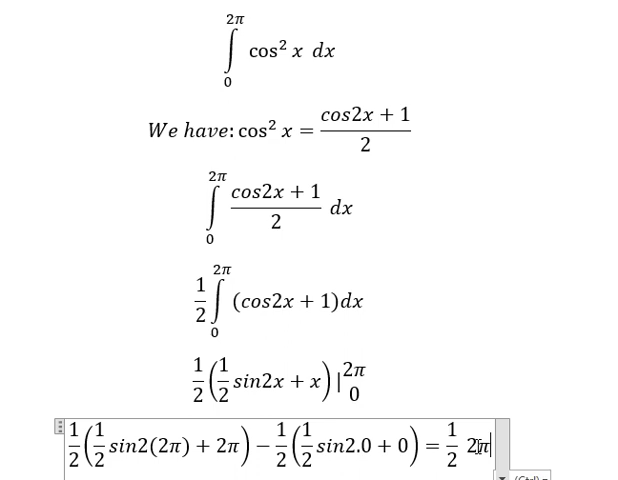 ∫₀^2π cos² x dx
We have: cos² x = (cos2x + 1)/2
∫₀^2π (cos2x + 1)/2 dx
1/2 ∫₀^2π (cos2x + 1)dx
1/2 (1/2 sin2x + x) |₀^2π
1/2 (1/2 sin2(2π) + 2π) − 1/2 (1/2 sin2.0 + 0) = 1/2 2π
(Ctrl)